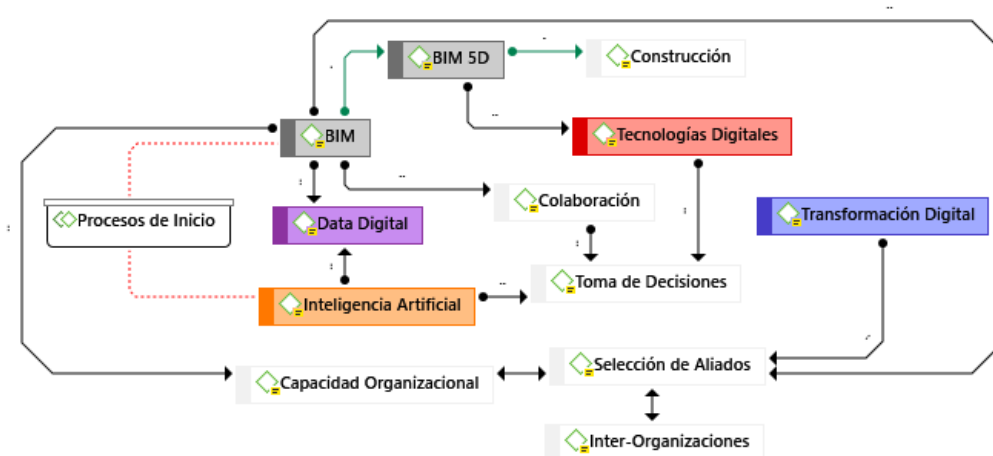 BIM 5D
Construcción
BIM
Tecnologías Digitales
Colaboración
Procesos de Inicio
Data Digital
Transformación Digital
Inteligencia Artificial
Toma de Decisiones
Selección de Aliados
Capacidad Organizacional
Inter-Organizaciones